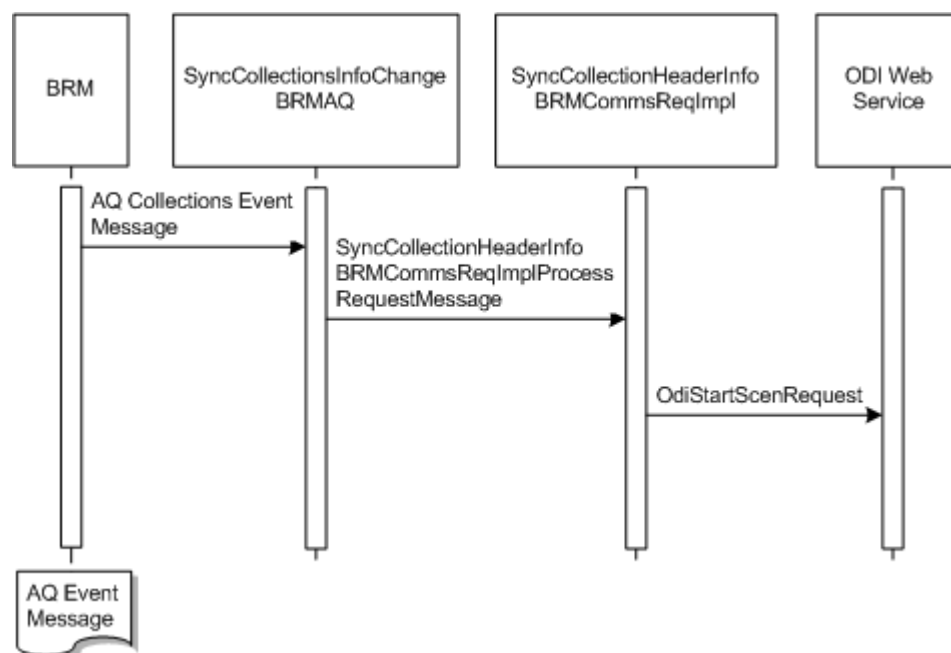 BRM
SyncCollectionsInfoChange
BRMAQ
SyncCollectionHeaderInfo
BRMCommsReqImpl
ODI Web
Service
AQ Collections Event
Message
SyncCollectionHeaderInfo
BRMCommsReqImplProcess
RequestMessage
OdiStartScenRequest
AQ Event
Message